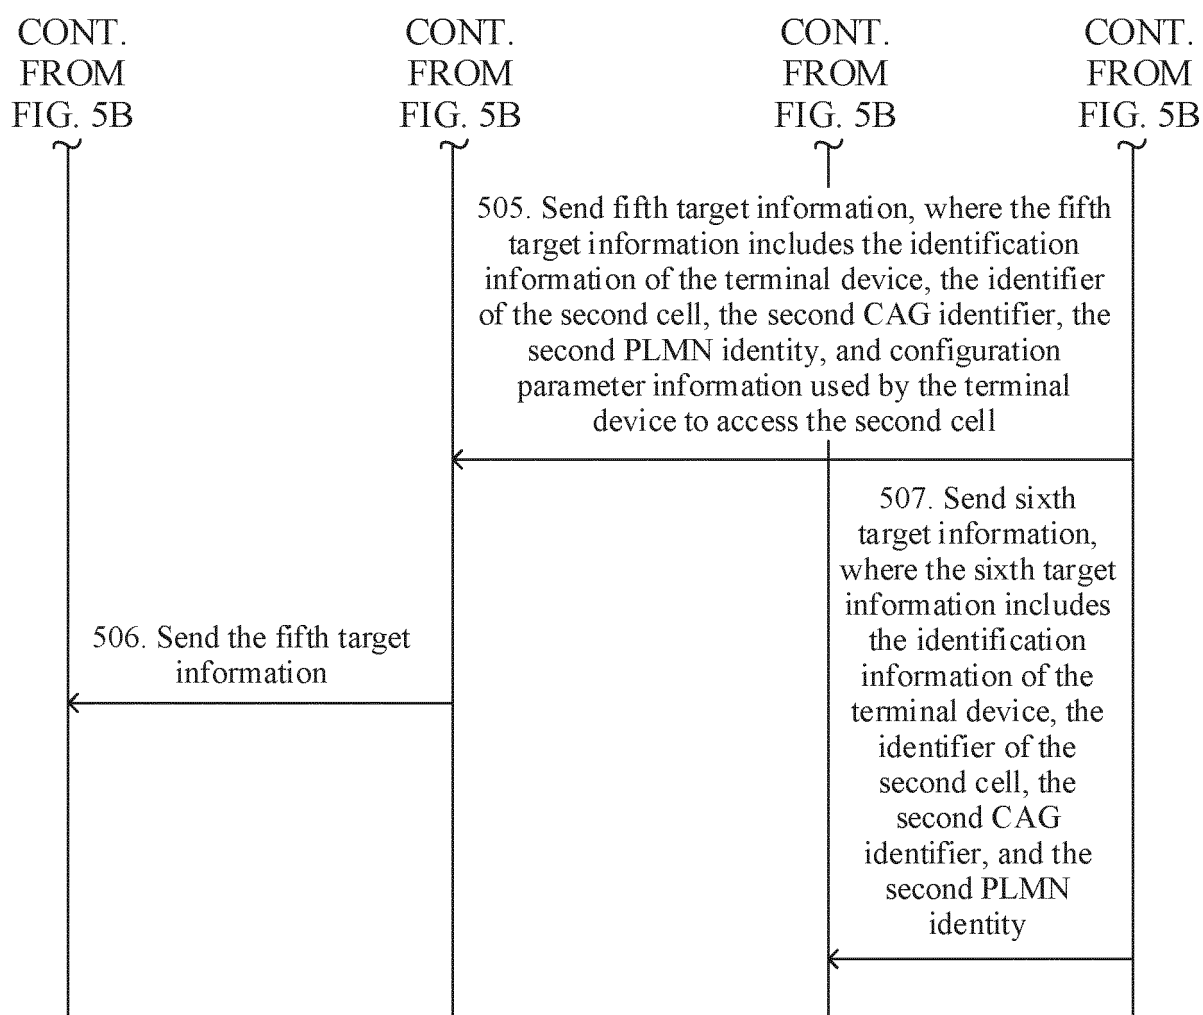 CONT.
FROM
FIG. 5B
CONT.
FROM
FIG. 5B
CONT.
FROM
FIG. 5B
CONT.
FROM
FIG. 5B
505. Send fifth target information, where the fifth
target information includes the identification
information of the terminal device, the identifier
of the second cell, the second CAG identifier, the
second PLMN identity, and configuration
parameter information used by the terminal
device to access the second cell
507. Send sixth
target information,
where the sixth target
information includes
the identification
information of the
terminal device, the
identifier of the
second cell, the
second CAG
identifier, and the
second PLMN
identity
506. Send the fifth target
information